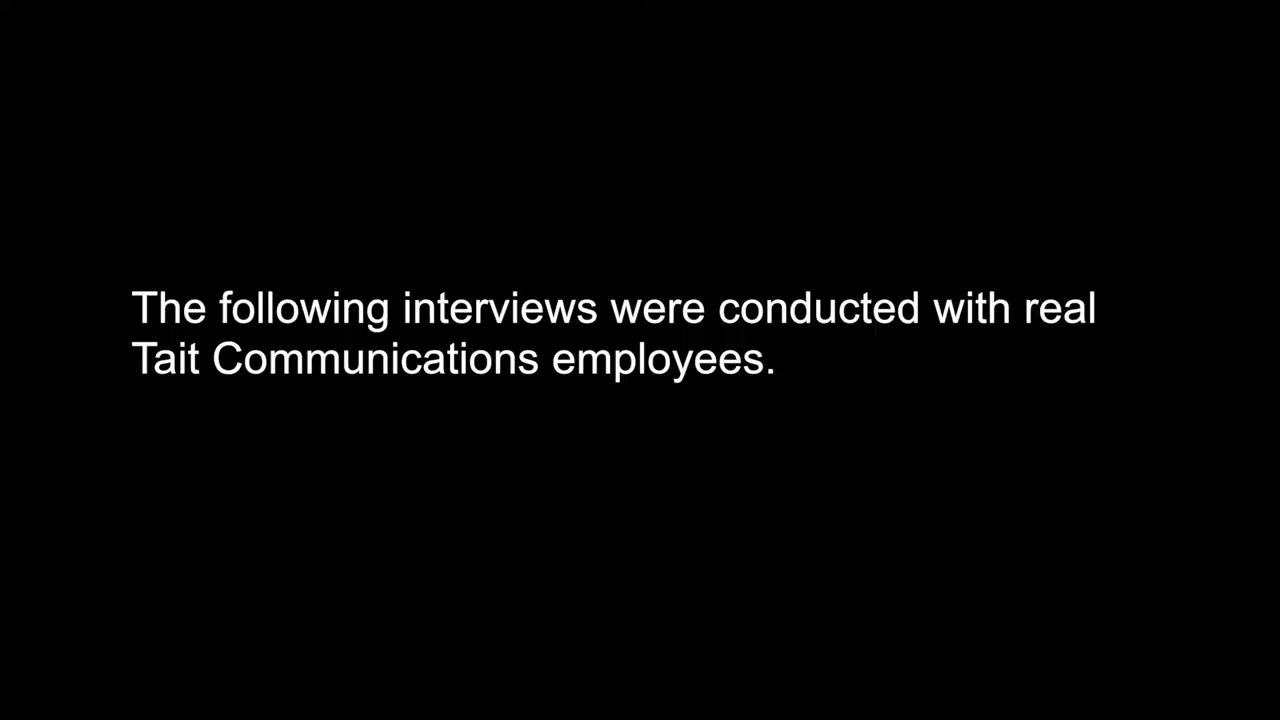 The following interviews were conducted with real
Tait Communications employees.